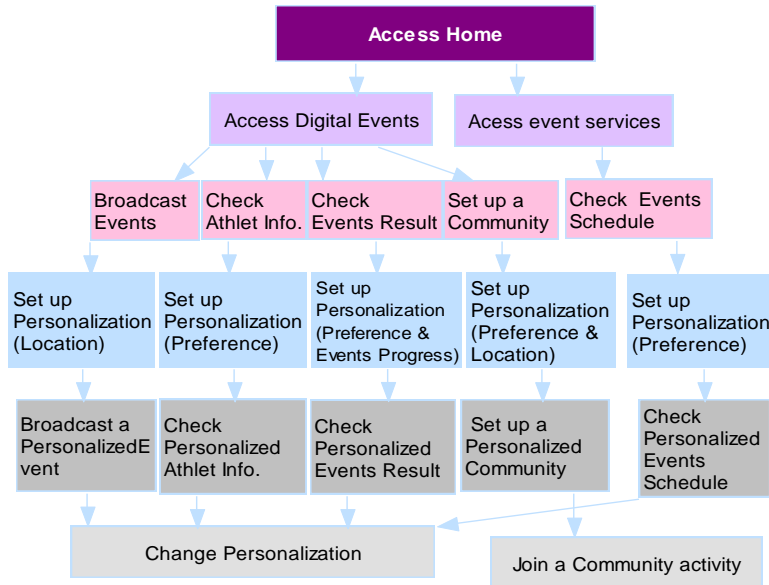 Access Home
Access Digital Events
Acess event services
Broadcast
Events
Check
Athlet Info.
Check
Events Result
Set up a
Community
Check  Events
Schedule
Set up
Personalization
(Location)
Set up
Personalization
(Preference)
Set up
Personalization
(Preference &
Events Progress)
Set up
Personalization
(Preference &
Location)
Set up
Personalization
(Preference)
Broadcast a
PersonalizedE
vent
Check
Personalized
Athlet Info.
Check
Personalized
Events Result
Set up a
Personalized
Community
Check
Personalized
Events
Schedule
Change Personalization
Join a Community activity